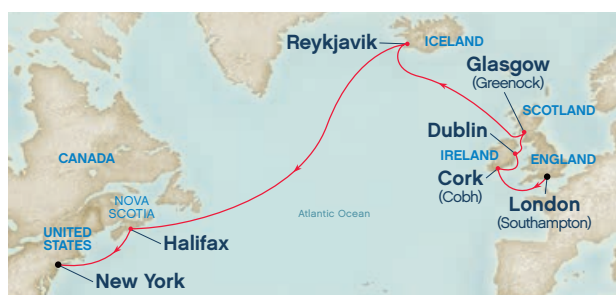 Reykjavik
ICELAND
Glasgow
(Greenock)
SCOTLAND
Dublin
IRELAND
ENGLAND
Cork
(Cobh)
London
(Southampton)
CANADA
NOVA
SCOTIA
Atlantic Ocean
UNITED
STATES
Halifax
New York